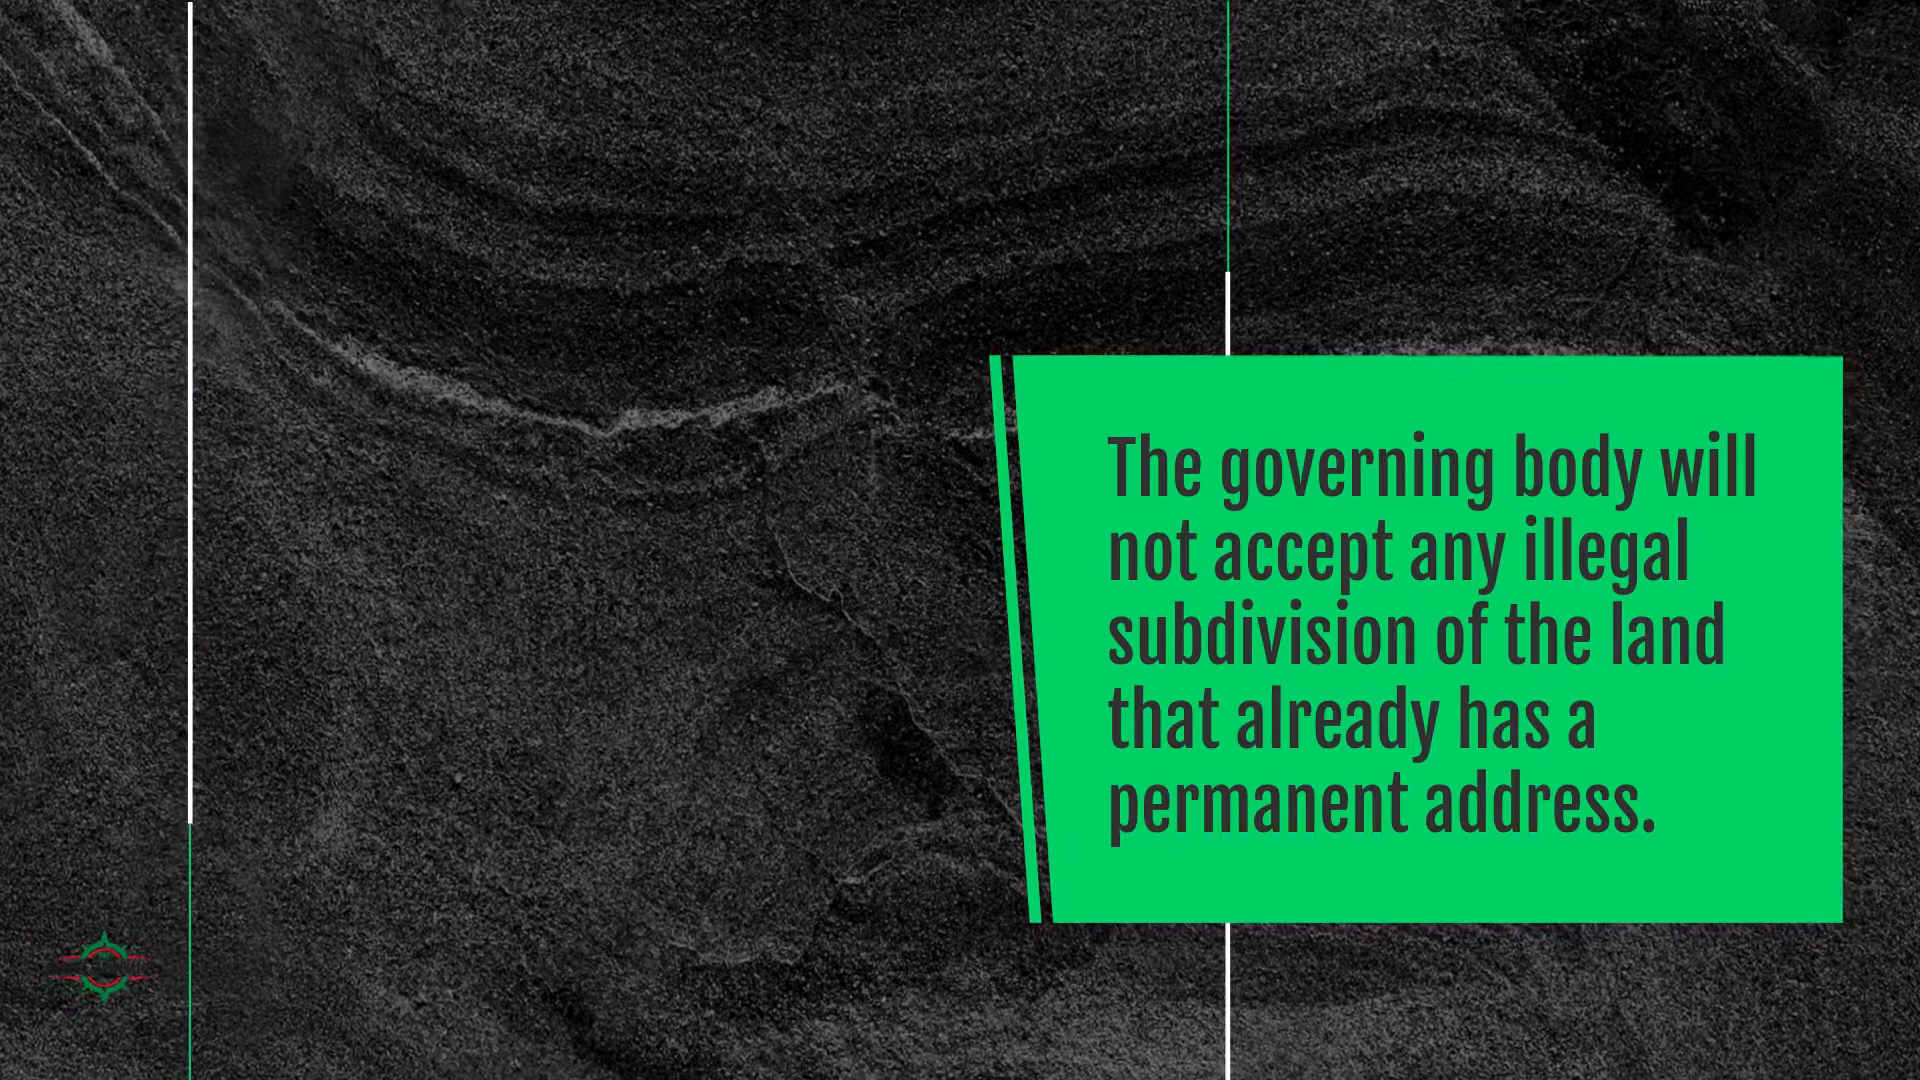 The governing body will
not accept any illegal
subdivision of the land
that already has a
permanent address.